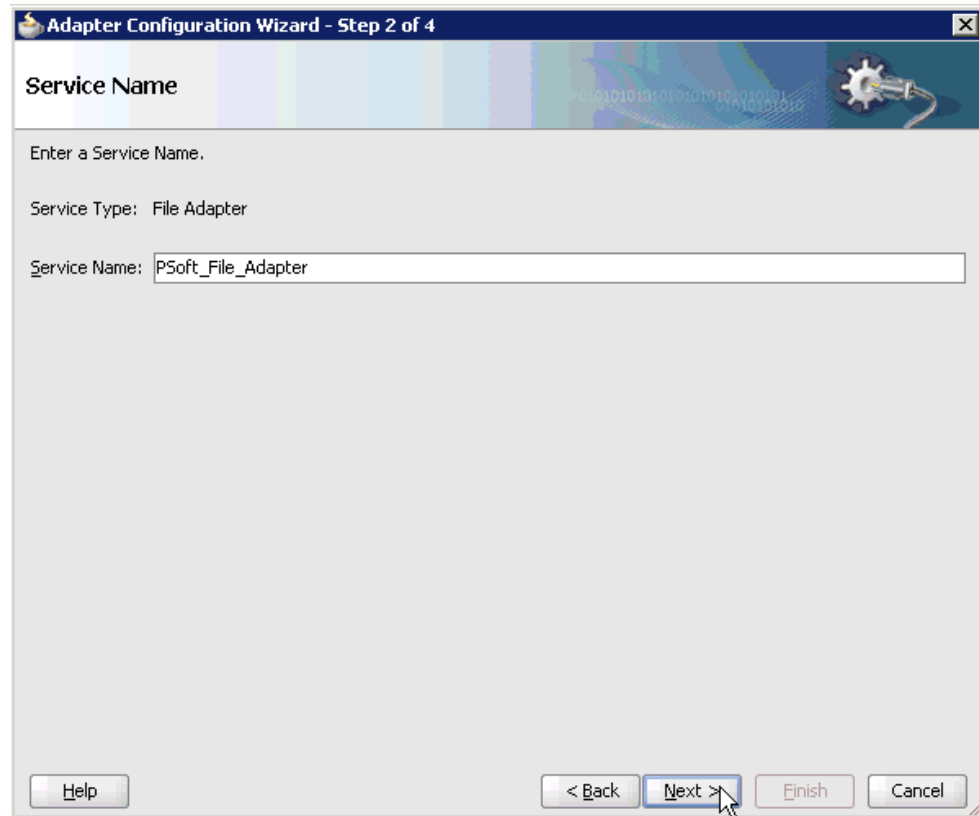 Adapter Configuration Wizard - Step 2 of 4
Service Name
Enter a Service Name.
Service Type: File Adapter
Service Name: PSoft_File_Adapter
Help < Back Next > Finish Cancel